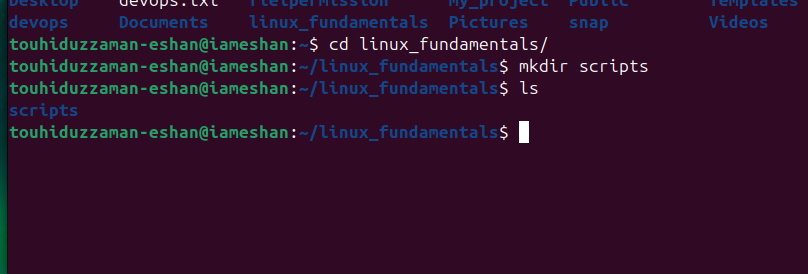 Desktop devops.txt filepermission My_project Public Templates
devops Documents linux_fundamentals Pictures snap Videos
touhiduzzaman-eshan@iameshan:~$ cd linux_fundamentals/
touhiduzzaman-eshan@iameshan:~/linux_fundamentals$ mkdir scripts
touhiduzzaman-eshan@iameshan:~/linux_fundamentals$ ls
scripts
touhiduzzaman-eshan@iameshan:~/linux_fundamentals$